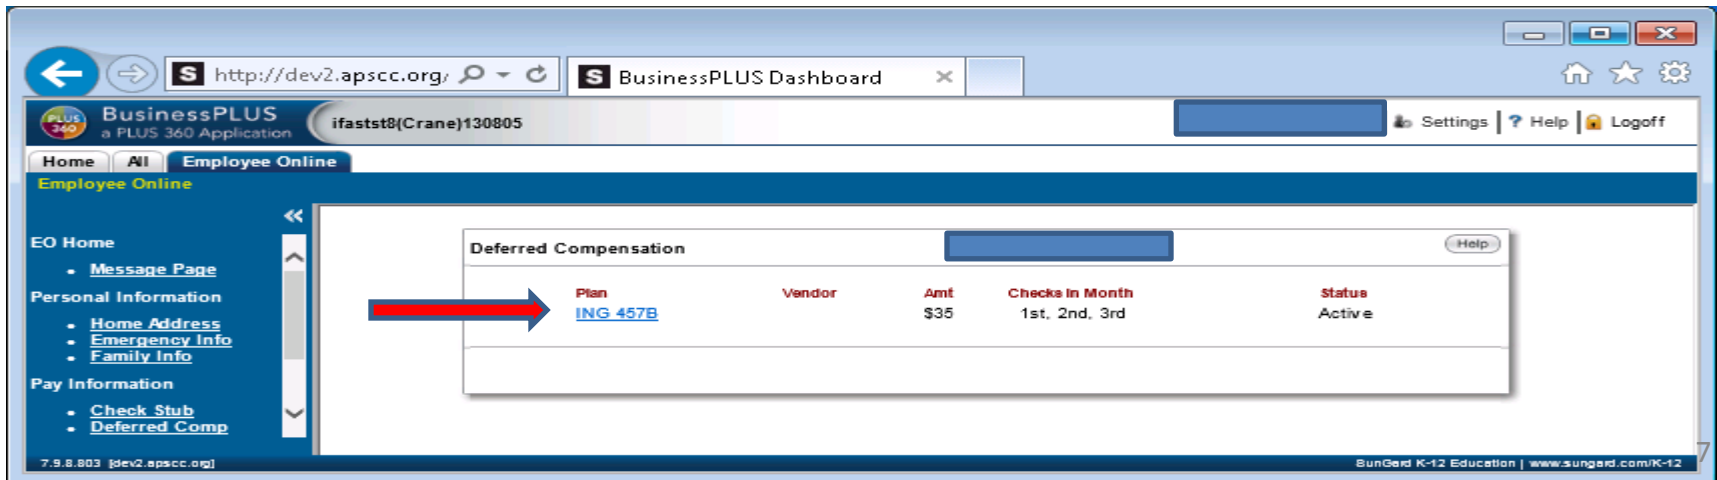 S http://dev2.apscc.org/
S BusinessPLUS Dashboard
PLUS 360
BusinessPLUS
a PLUS 360 Application
ifastst8(Crane)130805
Settings | ? Help | Logoff
Home All Employee Online
Employee Online
EO Home
Message Page
Personal Information
Home Address
Emergency Info
Family Info
Pay Information
Check Stub
Deferred Comp
Deferred Compensation
Help
Plan Vendor Amt Checks In Month Status
ING 457B $35 1st, 2nd, 3rd Active
7.9.8.803 [dev2.apscc.org]
SunGard K-12 Education | www.sungard.com/K-12
7